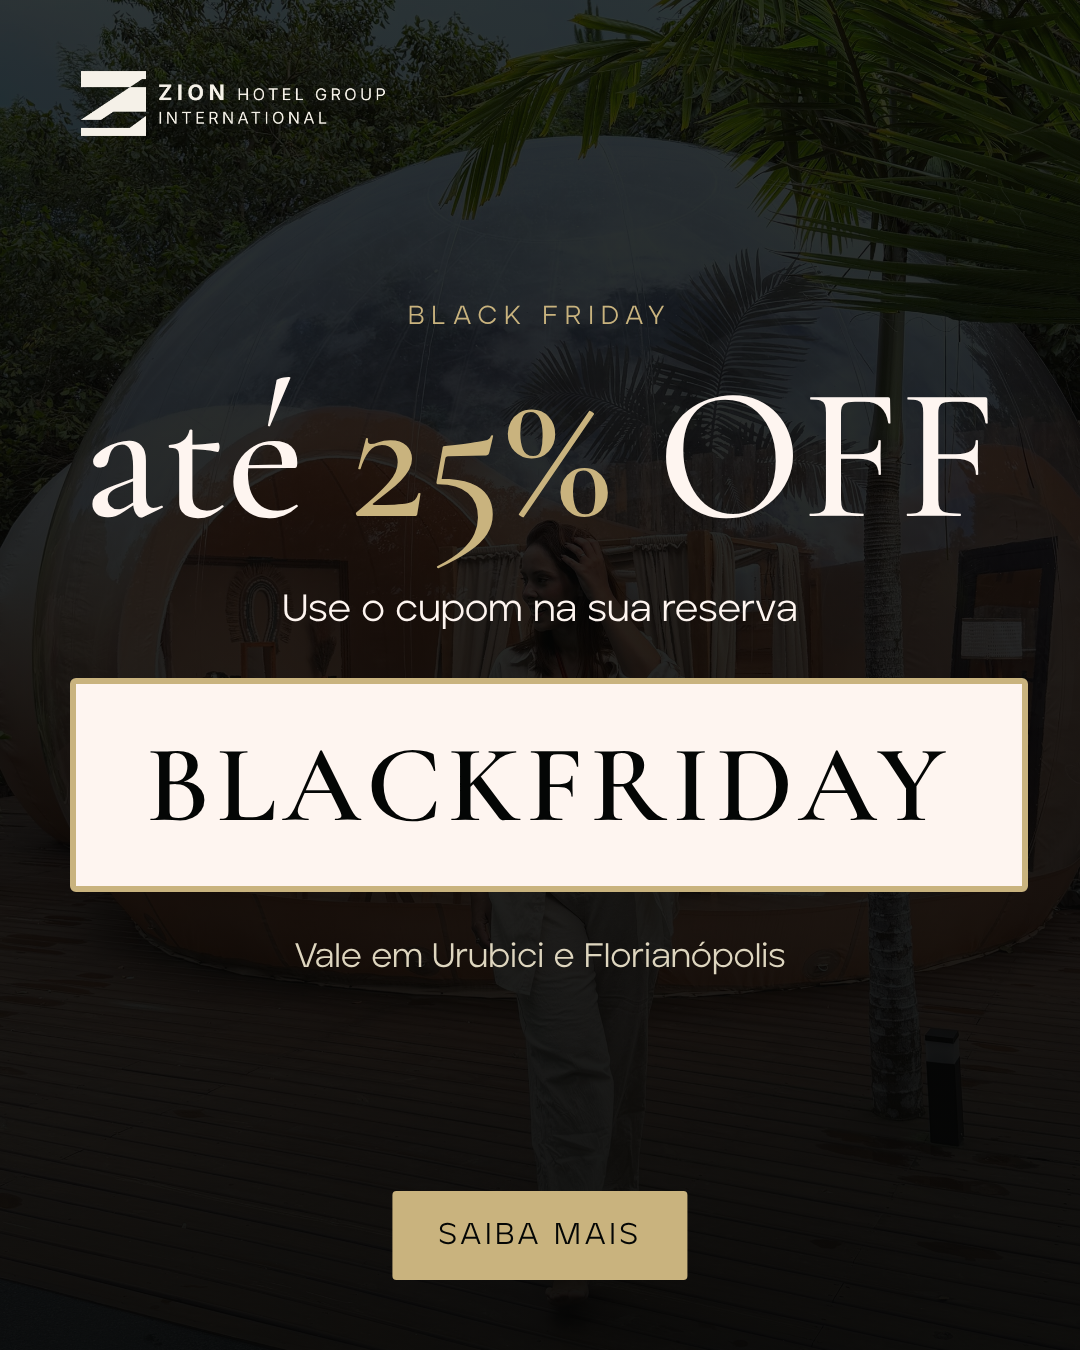 ZION HOTEL GROUP
INTERNATIONAL
BLACK FRIDAY
até 25% OFF
Use o cupom na sua reserva
BLACKFRIDAY
Vale em Urubici e Florianópolis
SAIBA MAIS